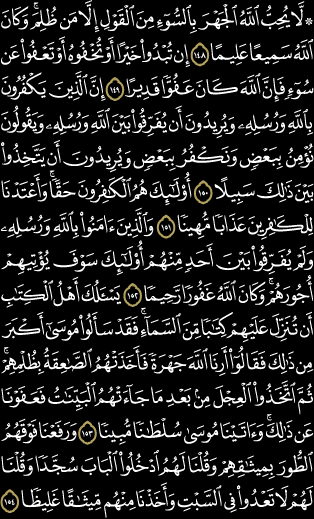 ۞ لَّا يُحِبُّ ٱللَّهُ ٱلْجَهْرَ بِٱلسُّوٓءِ مِنَ ٱلْقَوْلِ إِلَّا مَن ظُلِمَ ۚ وَكَانَ
ٱللَّهُ سَمِيعًا عَلِيمًا ١٤٨ إِن تُبْدُوا۟ خَيْرًا أَوْ تُخْفُوهُ أَوْ تَعْفُوا۟ عَن
سُوٓءٍ فَإِنَّ ٱللَّهَ كَانَ عَفُوًّا قَدِيرًا ١٤٩ إِنَّ ٱلَّذِينَ يَكْفُرُونَ
بِٱللَّهِ وَرُسُلِهِۦ وَيُرِيدُونَ أَن يُفَرِّقُوا۟ بَيْنَ ٱللَّهِ وَرُسُلِهِۦ وَيَقُولُونَ
نُؤْمِنُ بِبَعْضٍ وَنَكْفُرُ بِبَعْضٍ وَيُرِيدُونَ أَن يَتَّخِذُوا۟
بَيْنَ ذَٰلِكَ سَبِيلًا ١٥٠ أُو۟لَـٰٓئِكَ هُمُ ٱلْكَـٰفِرُونَ حَقًّا ۚ وَأَعْتَدْنَا
لِلْكَـٰفِرِينَ عَذَابًا مُّهِينًا ١٥١ وَٱلَّذِينَ ءَامَنُوا۟ بِٱللَّهِ وَرُسُلِهِۦ
وَلَمْ يُفَرِّقُوا۟ بَيْنَ أَحَدٍ مِّنْهُمْ أُو۟لَـٰٓئِكَ سَوْفَ يُؤْتِيهِمْ
أُجُورَهُمْ ۗ وَكَانَ ٱللَّهُ غَفُورًا رَّحِيمًا ١٥٢ يَسْـَٔلُكَ أَهْلُ ٱلْكِتَـٰبِ
أَن تُنَزِّلَ عَلَيْهِمْ كِتَـٰبًا مِّنَ ٱلسَّمَآءِ ۚ فَقَدْ سَأَلُوا۟ مُوسَىٰٓ أَكْبَرَ
مِن ذَٰلِكَ فَقَالُوٓا۟ أَرِنَا ٱللَّهَ جَهْرَةً فَأَخَذَتْهُمُ ٱلصَّـٰعِقَةُ بِظُلْمِهِمْ ۚ
ثُمَّ ٱتَّخَذُوا۟ ٱلْعِجْلَ مِنۢ بَعْدِ مَا جَآءَتْهُمُ ٱلْبَيِّنَـٰتُ فَعَفَوْنَا
عَن ذَٰلِكَ ۚ وَءَاتَيْنَا مُوسَىٰ سُلْطَـٰنًا مُّبِينًا ١٥٣ وَرَفَعْنَا فَوْقَهُمُ
ٱلطُّورَ بِمِيثَـٰقِهِمْ وَقُلْنَا لَهُمُ ٱدْخُلُوا۟ ٱلْبَابَ سُجَّدًا وَقُلْنَا
لَهُمْ لَا تَعْدُوا۟ فِى ٱلسَّبْتِ وَأَخَذْنَا مِنْهُم مِّيثَـٰقًا غَلِيظًا ١٥٤